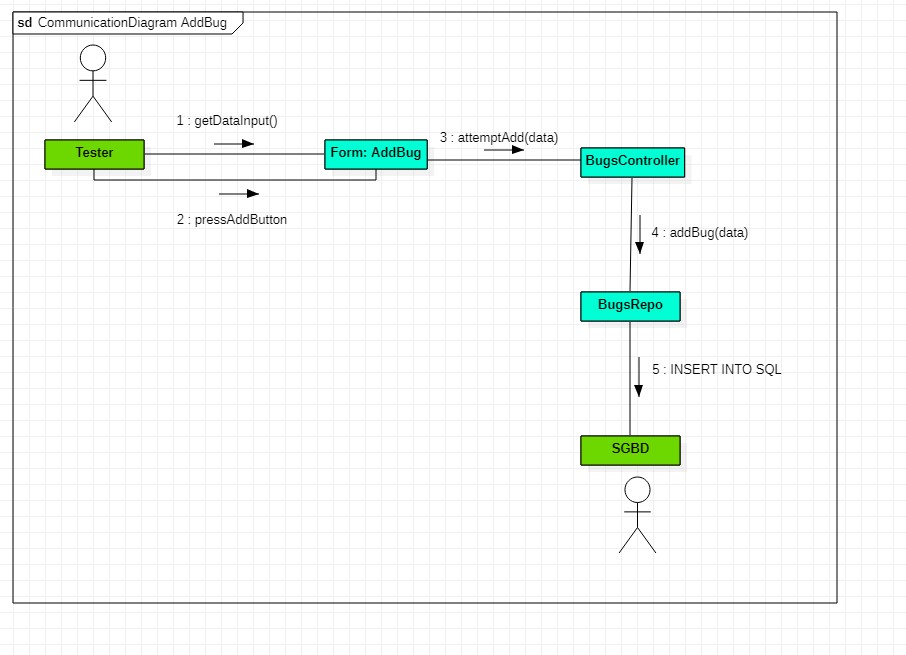 sd CommunicationDiagram AddBug
1 : getDataInput()
3 : attemptAdd(data)
Tester
Form: AddBug
BugsController
2 : pressAddButton
4 : addBug(data)
BugsRepo
5 : INSERT INTO SQL
SGBD